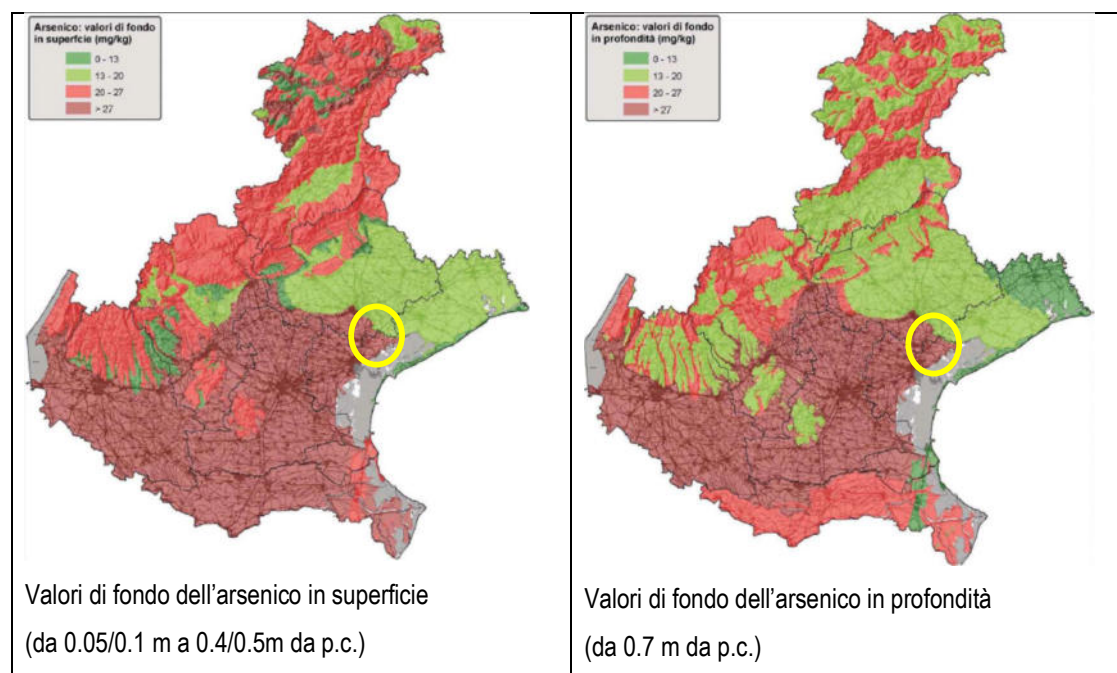 Arsenico: valori di fondo
in superfcie (mg/kg)
0 - 13
13 - 20
20 - 27
> 27
Valori di fondo dell'arsenico in superficie
(da 0.05/0.1 m a 0.4/0.5m da p.c.)
Arsenico: valori di fondo
in profondità (mg/kg)
0 - 13
13 - 20
20 - 27
> 27
Valori di fondo dell'arsenico in profondità
(da 0.7 m da p.c.)